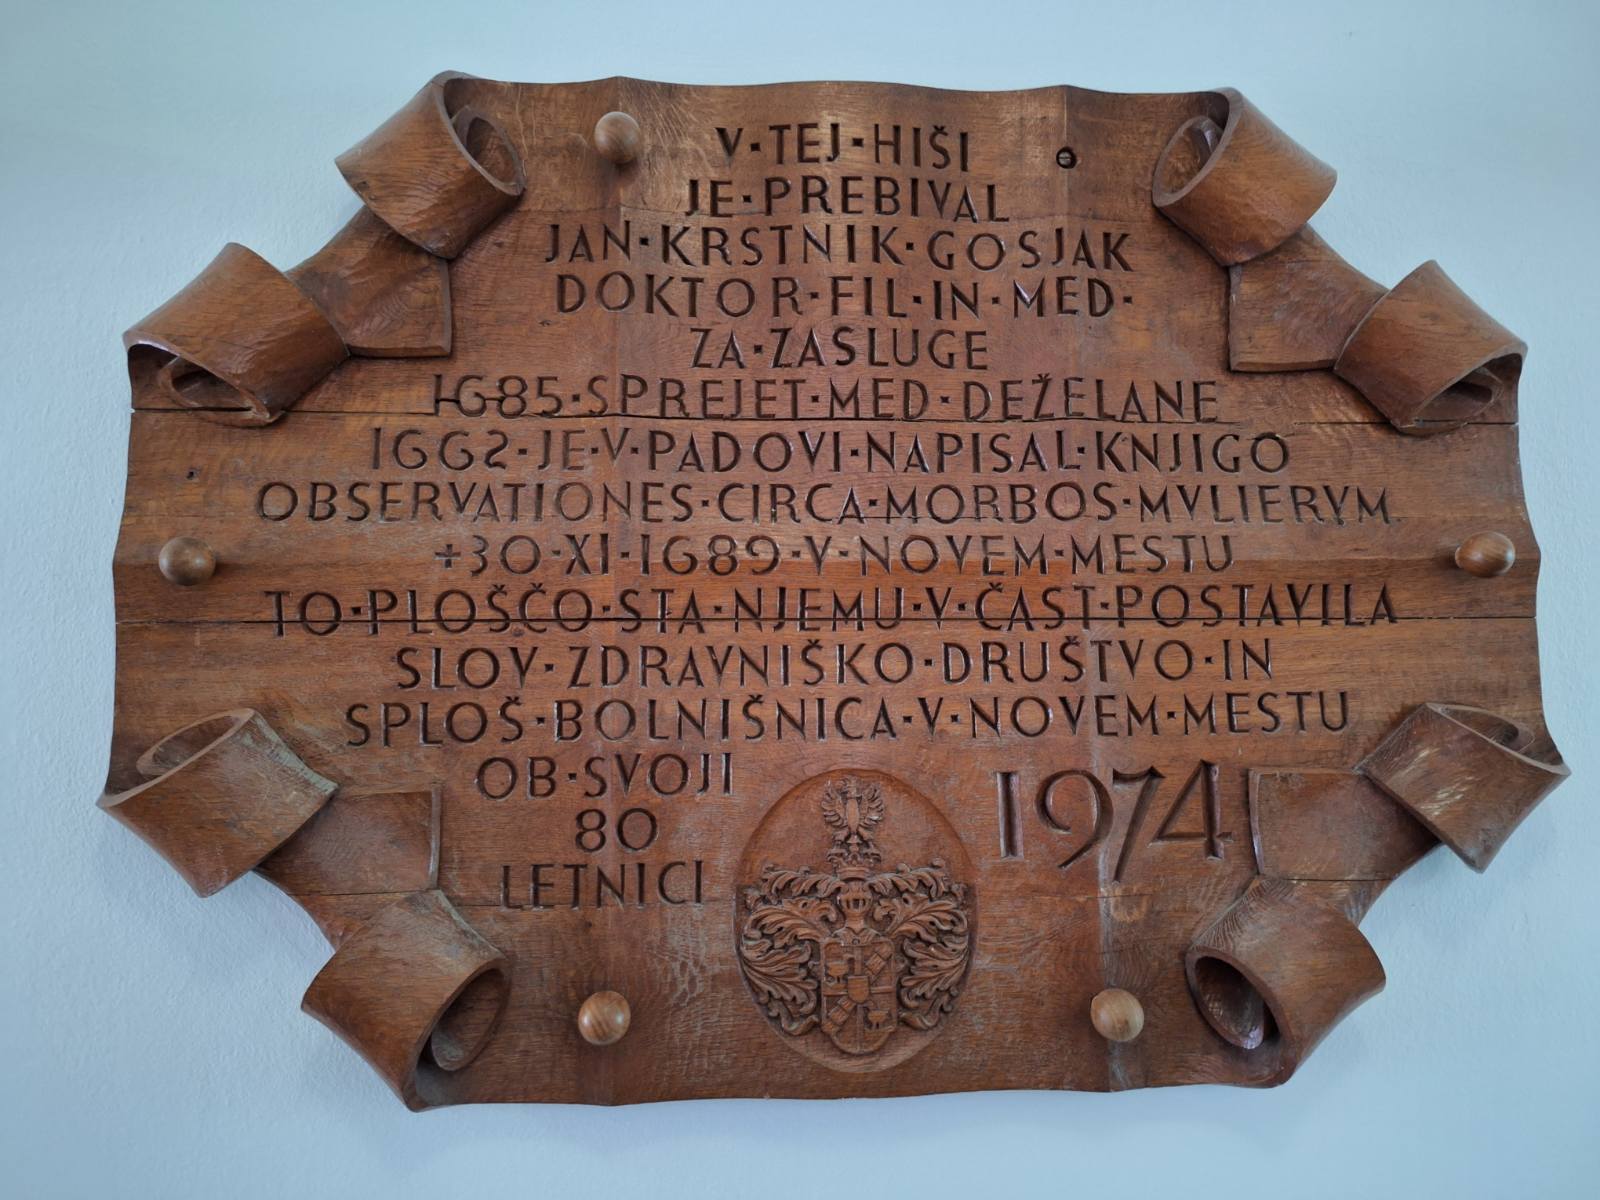 V·TEJ·HIŠI
JE·PREBIVAL
JAN·KRSTNIK·GOSJAK
DOKTOR·FIL·IN·MED·
ZA·ZASLUGE
1685·SPREJET·MED·DEŽELANE
1662·JE·V·PADOVI·NAPISAL·KNJIGO
OBSERVATIONES·CIRCA·MORBOS·MVLIERVM
+30·XI·1689·V·NOVEM·MESTU
TO·PLOŠČO·STA·NJEMU·V·ČAST·POSTAVILA
SLOV·ZDRAVNIŠKO·DRUŠTVO·IN
SPLOŠ·BOLNIŠNICA·V·NOVEM·MESTU
OB·SVOJI
80
LETNICI
1974